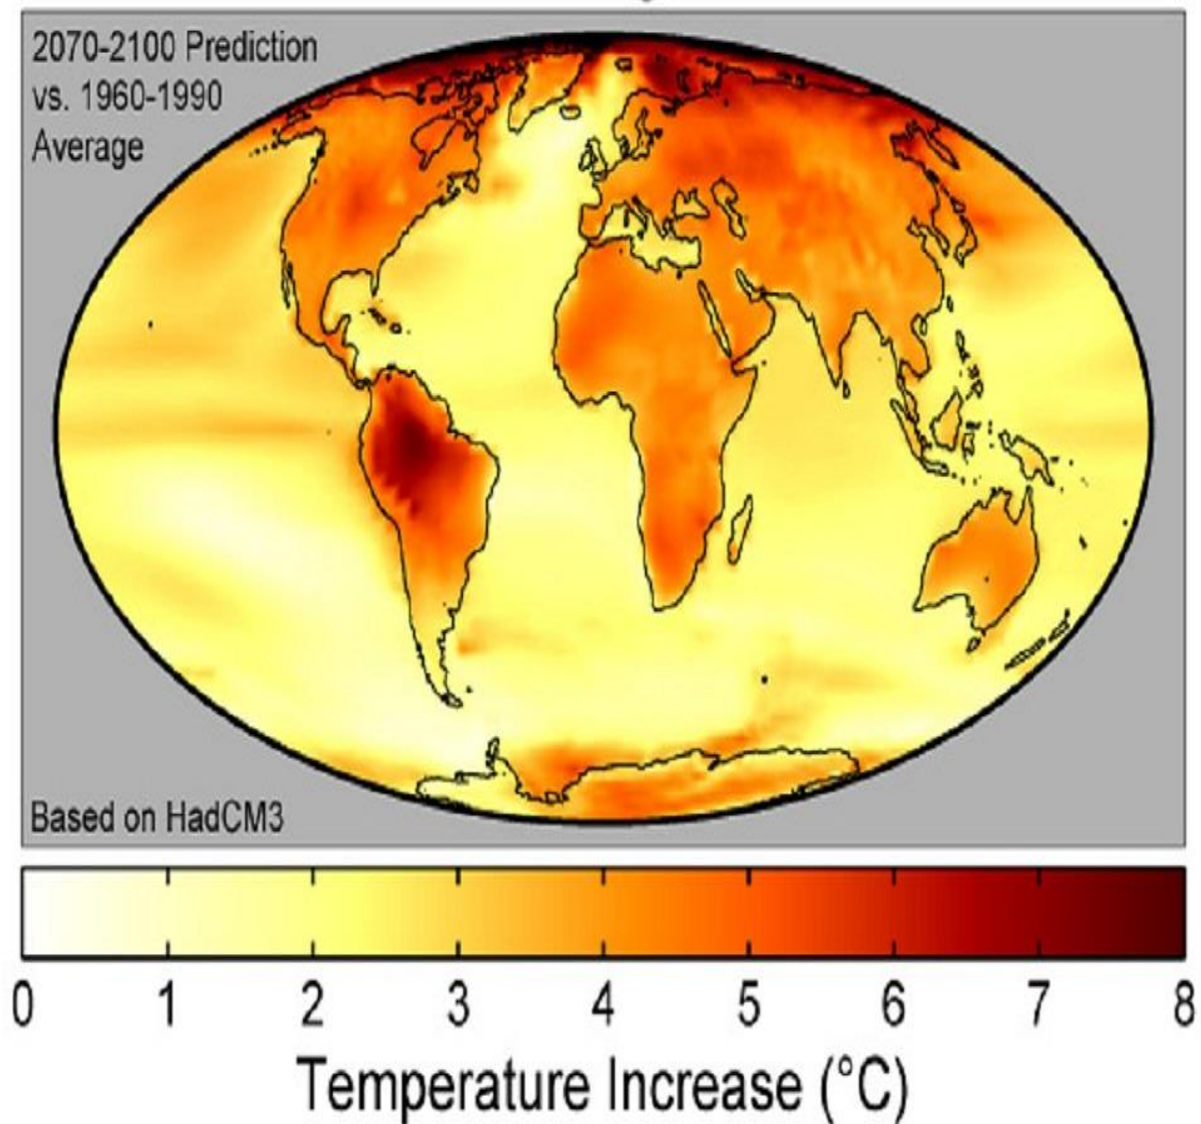 2070-2100 Prediction
vs. 1960-1990
Average
Based on HadCM3
0 1 2 3 4 5 6 7 8
Temperature Increase (°C)